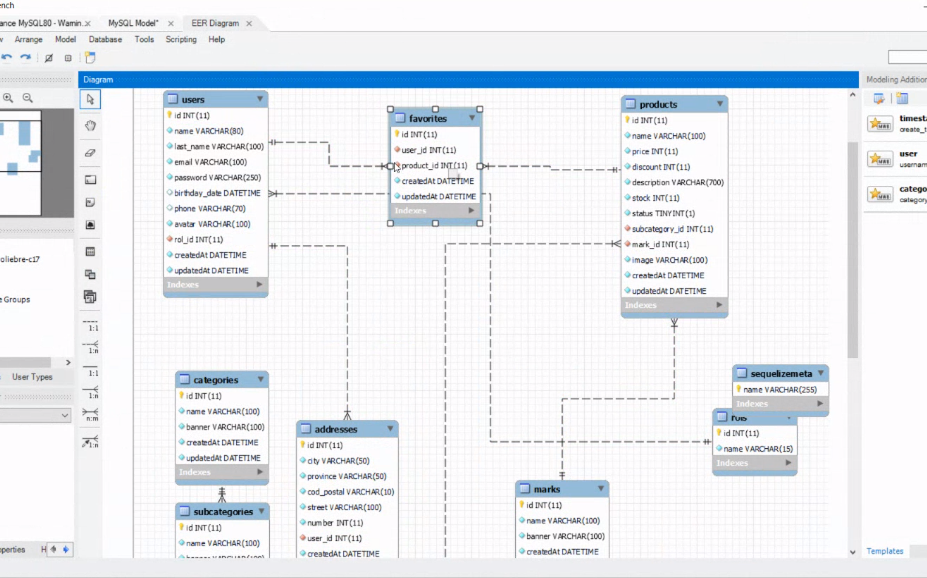 ench
ance MySQL80 - Warnin...
MySQL Model*
EER Diagram
w Arrange Model Database Tools Scripting Help
Diagram
Modeling Addition
users
id INT(11)
name VARCHAR(80)
last_name VARCHAR(100)
email VARCHAR(100)
password VARCHAR(250)
birthday_date DATETIME
phone VARCHAR(70)
avatar VARCHAR(100)
rol_id INT(11)
createdAt DATETIME
updatedAt DATETIME
Indexes
favorites
id INT(11)
user_id INT(11)
product_id INT(11)
createdAt DATETIME
updatedAt DATETIME
Indexes
products
id INT(11)
name VARCHAR(100)
price INT(11)
discount INT(11)
description VARCHAR(700)
stock INT(11)
status TINYINT(1)
subcategory_id INT(11)
mark_id INT(11)
image VARCHAR(100)
createdAt DATETIME
updatedAt DATETIME
Indexes
timesta
create_t
user
usernam
catego
category
oliebre-c17
e Groups
User Types
operties H
1:1
1:n
1:1
1:n
n:m
1:n
categories
id INT(11)
name VARCHAR(100)
banner VARCHAR(100)
createdAt DATETIME
updatedAt DATETIME
Indexes
subcategories
id INT(11)
name VARCHAR(100)
banner VARCHAR(100)
addresses
id INT(11)
city VARCHAR(50)
province VARCHAR(50)
cod_postal VARCHAR(10)
street VARCHAR(100)
number INT(11)
user_id INT(11)
createdAt DATETIME
marks
id INT(11)
name VARCHAR(100)
banner VARCHAR(100)
createdAt DATETIME
sequelizemeta
name VARCHAR(255)
Indexes
rols
id INT(11)
name VARCHAR(15)
Indexes
Templates